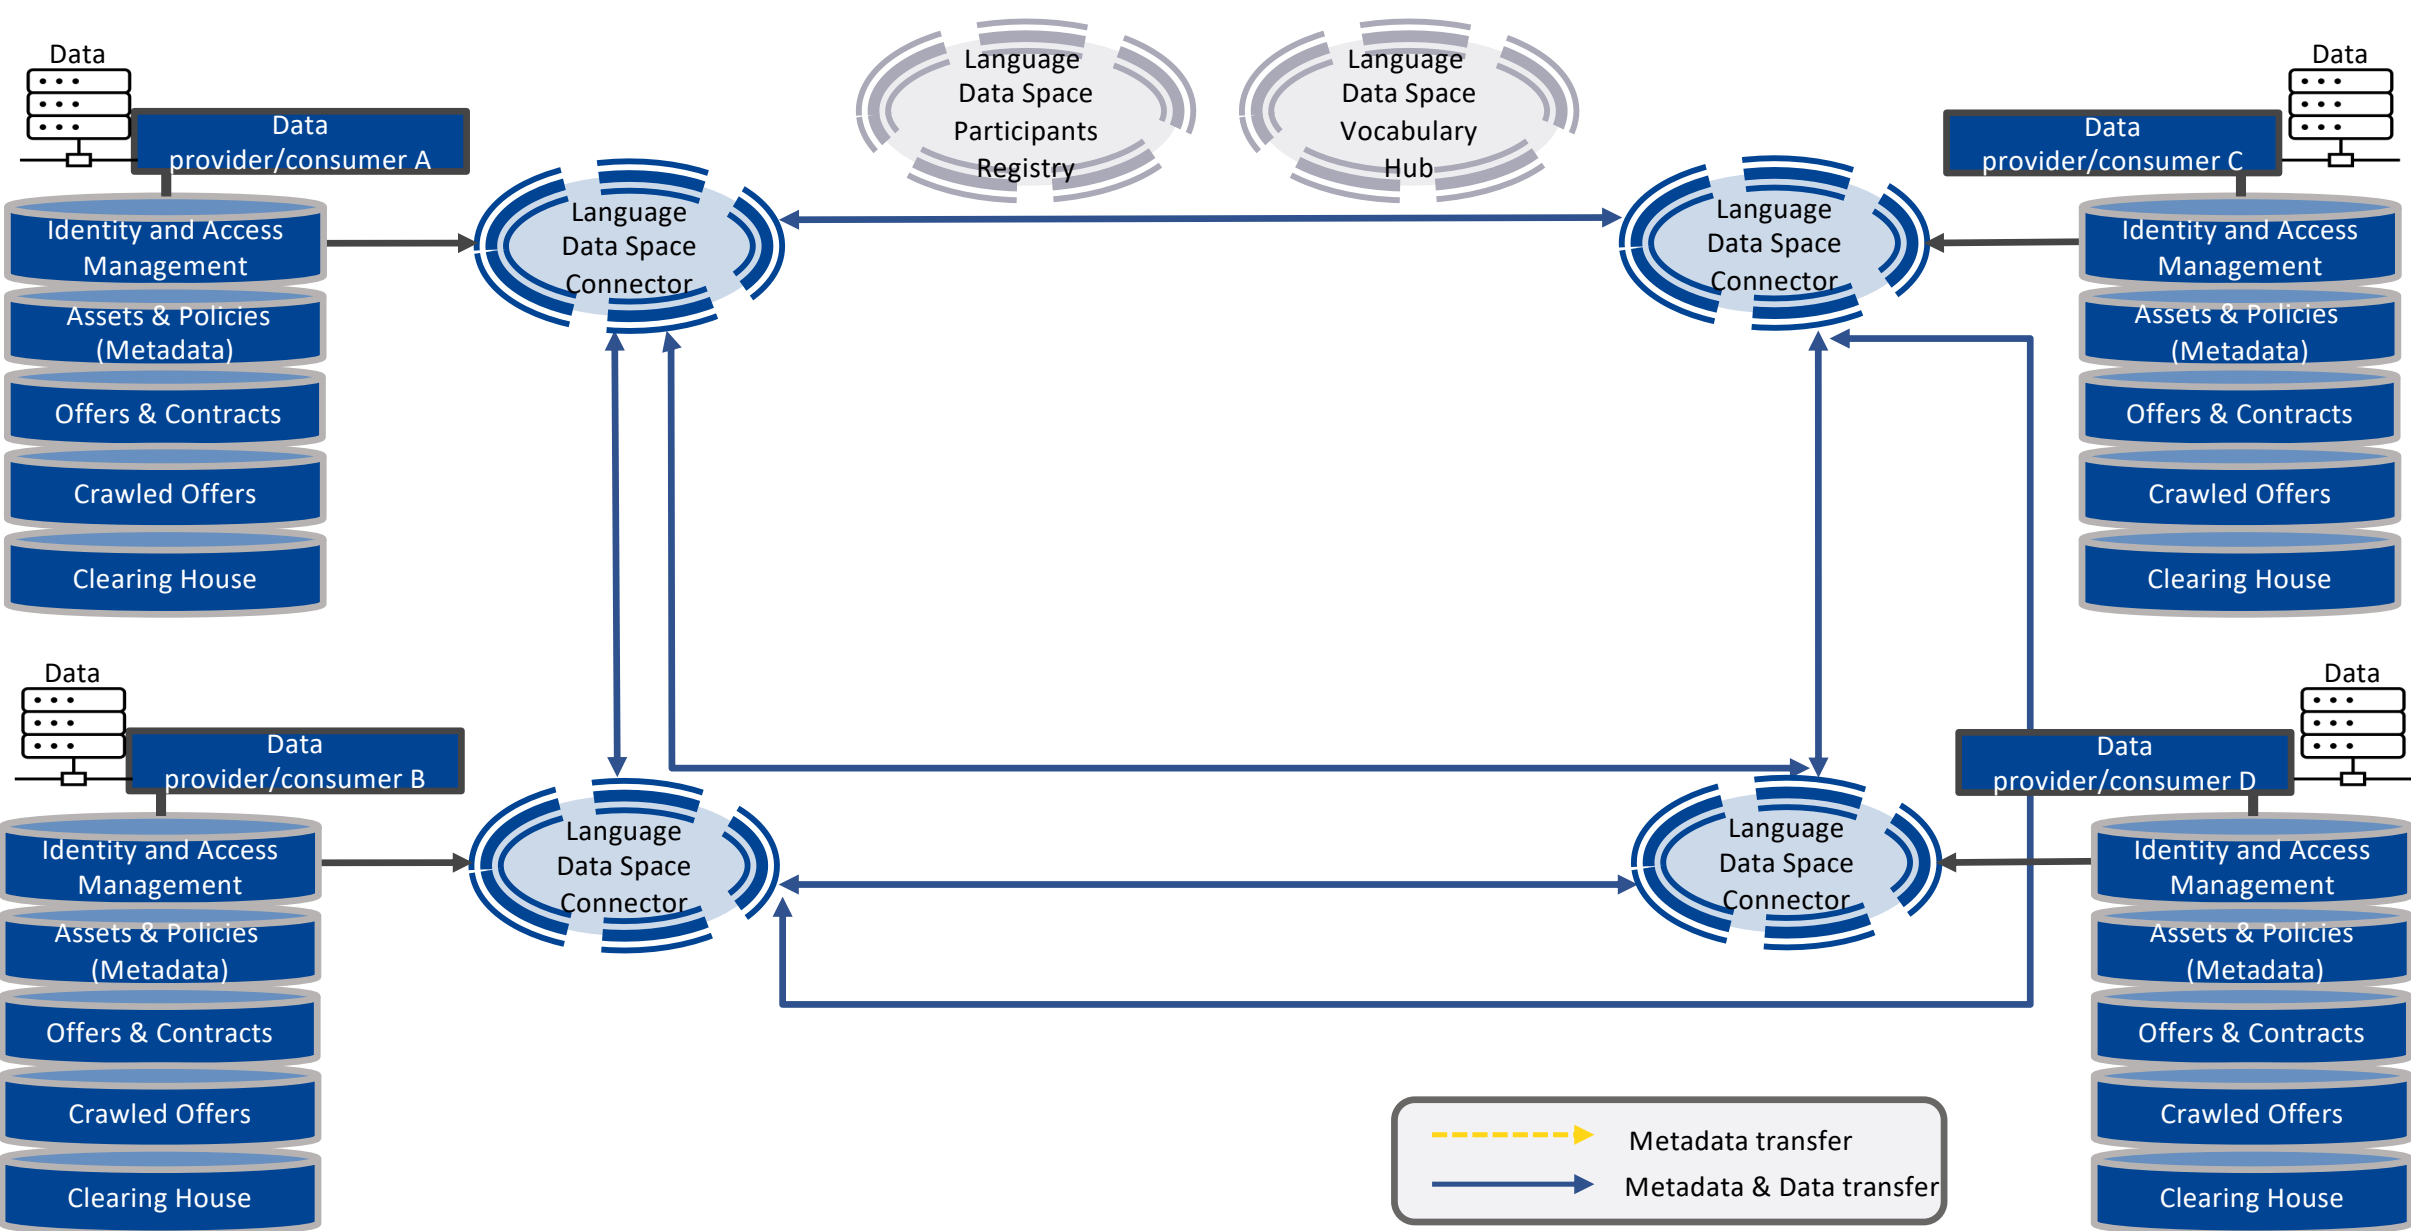 Data
Data
provider/consumer A
Identity and Access
Management
Assets & Policies
(Metadata)
Offers & Contracts
Crawled Offers
Clearing House
Language
Data Space
Connector
Language
Data Space
Participants
Registry
Language
Data Space
Vocabulary
Hub
Language
Data Space
Connector
Data
Data
provider/consumer C
Identity and Access
Management
Assets & Policies
(Metadata)
Offers & Contracts
Crawled Offers
Clearing House
Data
Data
provider/consumer B
Identity and Access
Management
Assets & Policies
(Metadata)
Offers & Contracts
Crawled Offers
Clearing House
Language
Data Space
Connector
Language
Data Space
Connector
Data
Data
provider/consumer D
Identity and Access
Management
Assets & Policies
(Metadata)
Offers & Contracts
Crawled Offers
Clearing House
Metadata transfer
Metadata & Data transfer